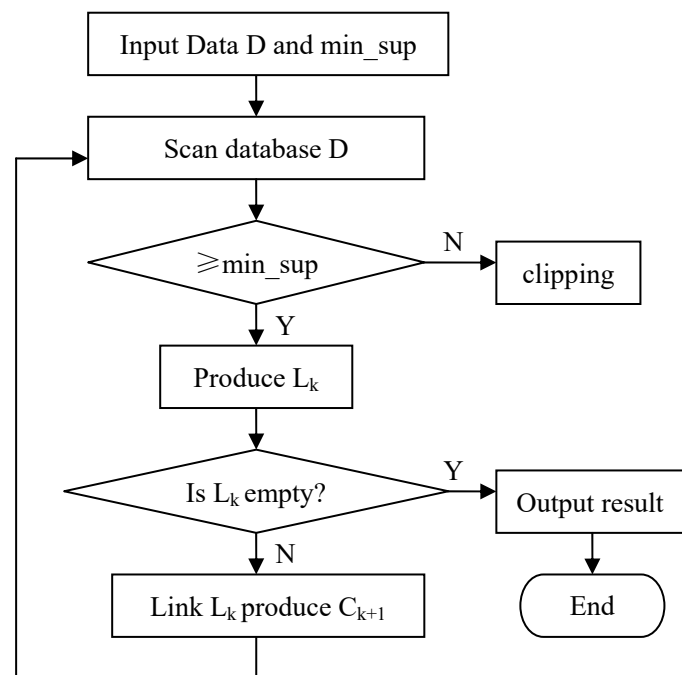 Input Data D and min_sup
Scan database D
≥min_sup
N
clipping
Y
Produce Lₖ
Is Lₖ empty?
Y
Output result
N
Link Lₖ produce Cₖ₊₁
End